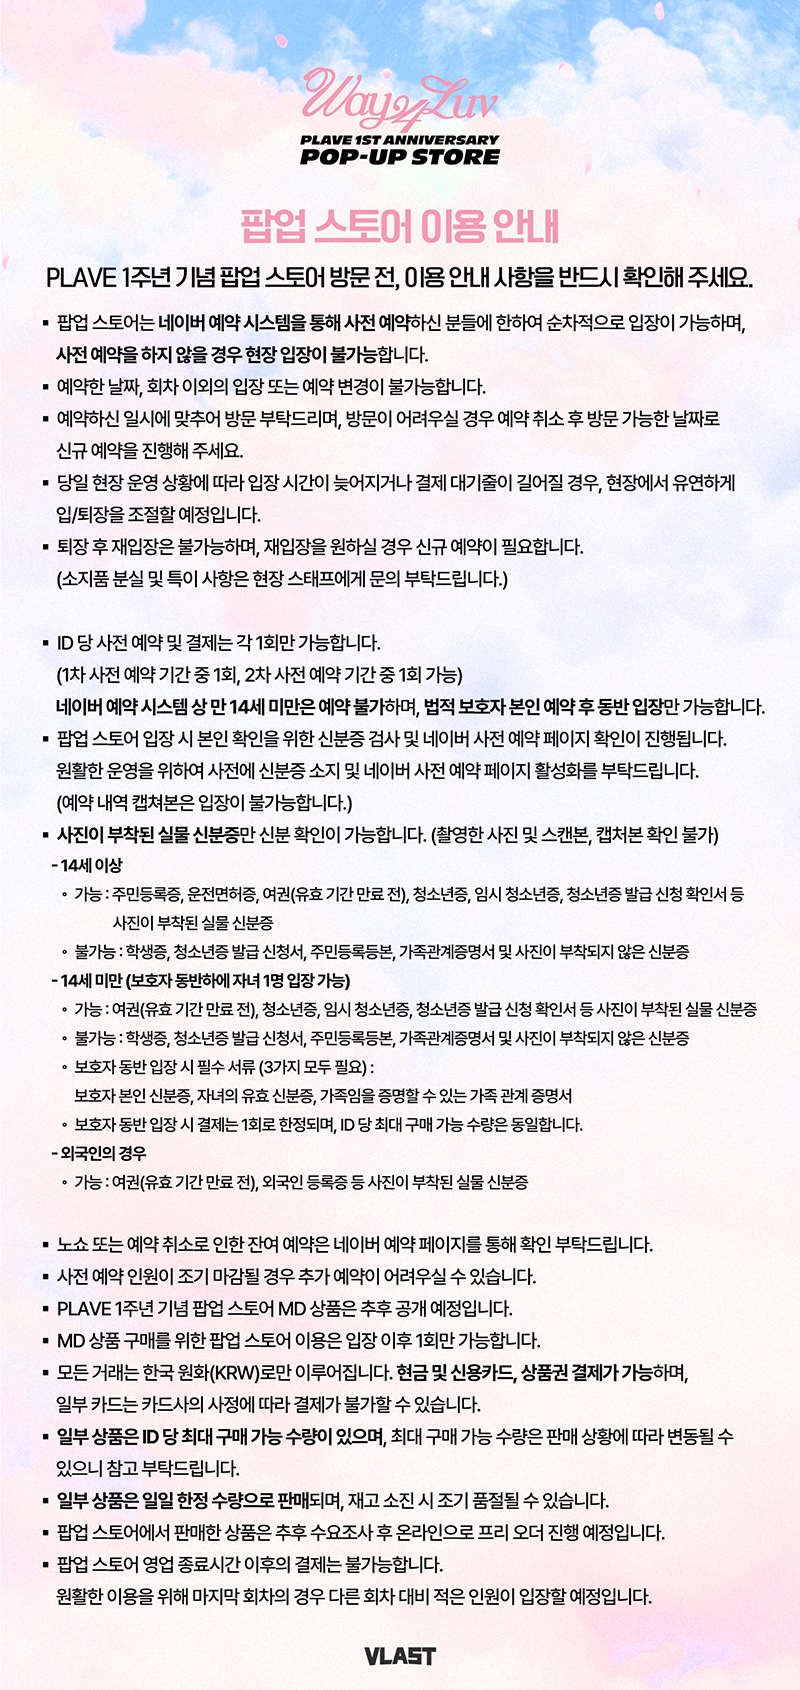 Way 24 Luv
PLAVE 1ST ANNIVERSARY
POP-UP STORE
팝업 스토어 이용 안내
PLAVE 1주년 기념 팝업 스토어 방문 전, 이용 안내 사항을 반드시 확인해 주세요.
▪ 팝업 스토어는 네이버 예약 시스템을 통해 사전 예약하신 분들에 한하여 순차적으로 입장이 가능하며,
사전 예약을 하지 않을 경우 현장 입장이 불가능합니다.
▪ 예약한 날짜, 회차 이외의 입장 또는 예약 변경이 불가능합니다.
▪ 예약하신 일시에 맞추어 방문 부탁드리며, 방문이 어려우실 경우 예약 취소 후 방문 가능한 날짜로
신규 예약을 진행해 주세요.
▪ 당일 현장 운영 상황에 따라 입장 시간이 늦어지거나 결제 대기줄이 길어질 경우, 현장에서 유연하게
입/퇴장을 조절할 예정입니다.
▪ 퇴장 후 재입장은 불가능하며, 재입장을 원하실 경우 신규 예약이 필요합니다.
(소지품 분실 및 특이 사항은 현장 스태프에게 문의 부탁드립니다.)
▪ ID 당 사전 예약 및 결제는 각 1회만 가능합니다.
(1차 사전 예약 기간 중 1회, 2차 사전 예약 기간 중 1회 가능)
네이버 예약 시스템 상 만 14세 미만은 예약 불가하며, 법적 보호자 본인 예약 후 동반 입장만 가능합니다.
▪ 팝업 스토어 입장 시 본인 확인을 위한 신분증 검사 및 네이버 사전 예약 페이지 확인이 진행됩니다.
원활한 운영을 위하여 사전에 신분증 소지 및 네이버 사전 예약 페이지 활성화를 부탁드립니다.
(예약 내역 캡쳐본은 입장이 불가능합니다.)
▪ 사진이 부착된 실물 신분증만 신분 확인이 가능합니다. (촬영한 사진 및 스캔본, 캡처본 확인 불가)
- 14세 이상
◦ 가능 : 주민등록증, 운전면허증, 여권(유효 기간 만료 전), 청소년증, 임시 청소년증, 청소년증 발급 신청 확인서 등
사진이 부착된 실물 신분증
◦ 불가능 : 학생증, 청소년증 발급 신청서, 주민등록등본, 가족관계증명서 및 사진이 부착되지 않은 신분증
- 14세 미만 (보호자 동반하에 자녀 1명 입장 가능)
◦ 가능 : 여권(유효 기간 만료 전), 청소년증, 임시 청소년증, 청소년증 발급 신청 확인서 등 사진이 부착된 실물 신분증
◦ 불가능 : 학생증, 청소년증 발급 신청서, 주민등록등본, 가족관계증명서 및 사진이 부착되지 않은 신분증
◦ 보호자 동반 입장 시 필수 서류 (3가지 모두 필요) :
보호자 본인 신분증, 자녀의 유효 신분증, 가족임을 증명할 수 있는 가족 관계 증명서
◦ 보호자 동반 입장 시 결제는 1회로 한정되며, ID 당 최대 구매 가능 수량은 동일합니다.
- 외국인의 경우
◦ 가능 : 여권(유효 기간 만료 전), 외국인 등록증 등 사진이 부착된 실물 신분증
▪ 노쇼 또는 예약 취소로 인한 잔여 예약은 네이버 예약 페이지를 통해 확인 부탁드립니다.
▪ 사전 예약 인원이 조기 마감될 경우 추가 예약이 어려우실 수 있습니다.
▪ PLAVE 1주년 기념 팝업 스토어 MD 상품은 추후 공개 예정입니다.
▪ MD 상품 구매를 위한 팝업 스토어 이용은 입장 이후 1회만 가능합니다.
▪ 모든 거래는 한국 원화(KRW)로만 이루어집니다. 현금 및 신용카드, 상품권 결제가 가능하며,
일부 카드는 카드사의 사정에 따라 결제가 불가할 수 있습니다.
▪ 일부 상품은 ID 당 최대 구매 가능 수량이 있으며, 최대 구매 가능 수량은 판매 상황에 따라 변동될 수
있으니 참고 부탁드립니다.
▪ 일부 상품은 일일 한정 수량으로 판매되며, 재고 소진 시 조기 품절될 수 있습니다.
▪ 팝업 스토어에서 판매한 상품은 추후 수요조사 후 온라인으로 프리 오더 진행 예정입니다.
▪ 팝업 스토어 영업 종료시간 이후의 결제는 불가능합니다.
원활한 이용을 위해 마지막 회차의 경우 다른 회차 대비 적은 인원이 입장할 예정입니다.
VLAST